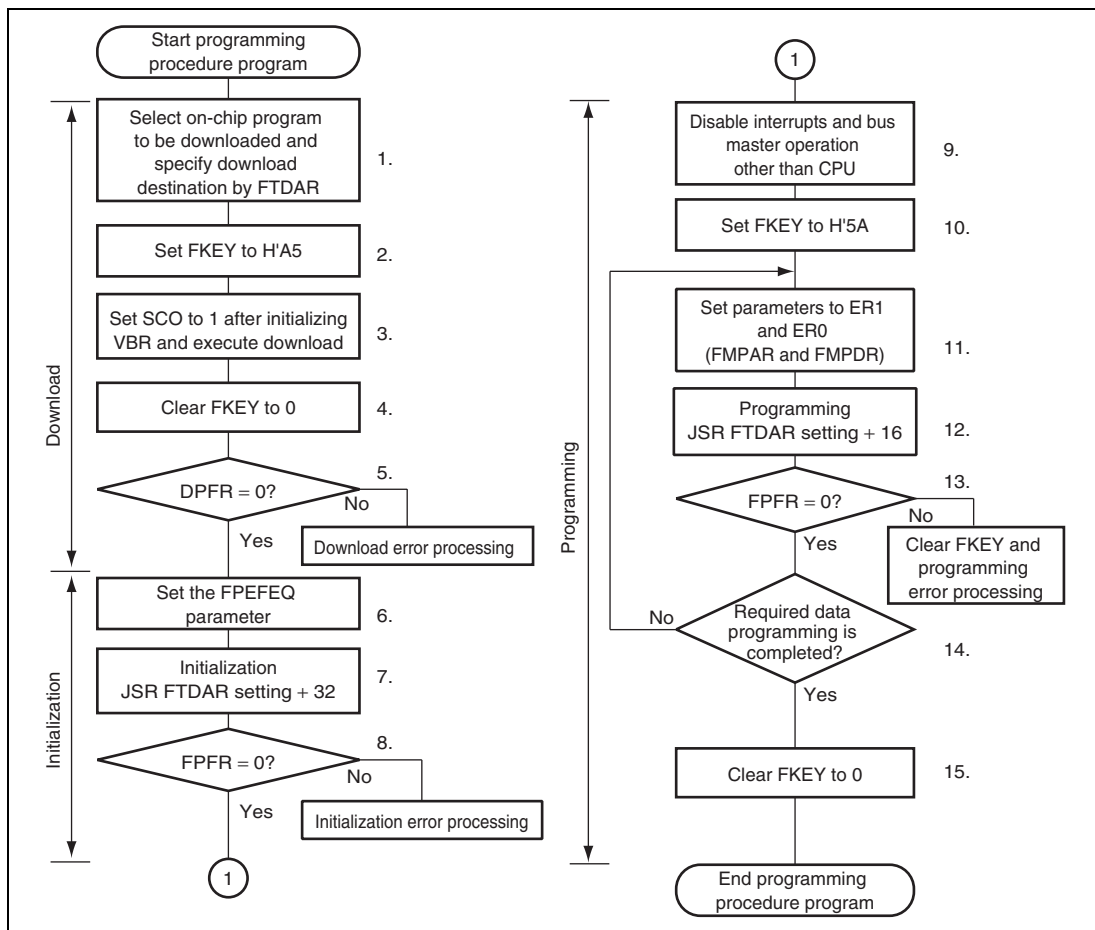 Start programming
procedure program
Download
Select on-chip program
to be downloaded and
specify download
destination by FTDAR
1.
Set FKEY to H'A5
2.
Set SCO to 1 after initializing
VBR and execute download
3.
Clear FKEY to 0
4.
DPFR = 0?
5.
No
Yes
Download error processing
Initialization
Set the FPEFEQ
parameter
6.
Initialization
JSR FTDAR setting + 32
7.
FPFR = 0?
8.
No
Yes
Initialization error processing
1
1
Programming
Disable interrupts and bus
master operation
other than CPU
9.
Set FKEY to H'5A
10.
Set parameters to ER1
and ER0
(FMPAR and FMPDR)
11.
Programming
JSR FTDAR setting + 16
12.
FPFR = 0?
13.
No
Yes
Clear FKEY and
programming
error processing
No
Required data
programming is
completed?
14.
Yes
Clear FKEY to 0
15.
End programming
procedure program